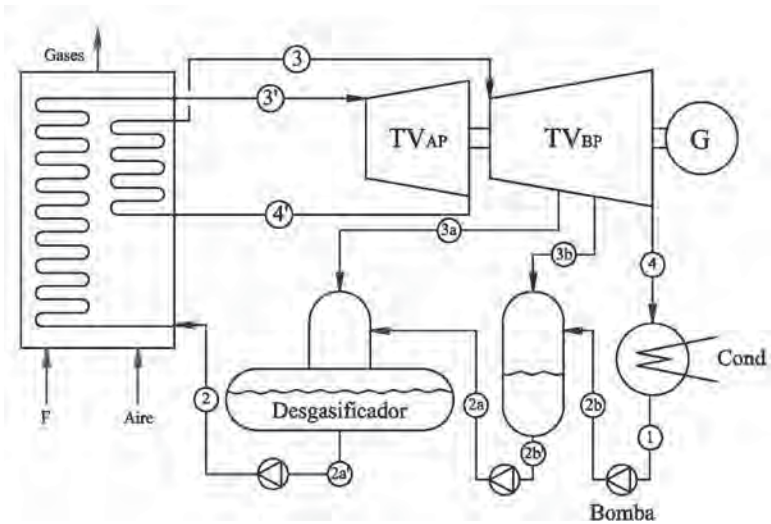 Gases
3
3'
TVAP
TVBP
G
4'
3a
3b
4
Cond
Desgasificador
2
2a
2b
1
F
Aire
2a'
2b'
Bomba